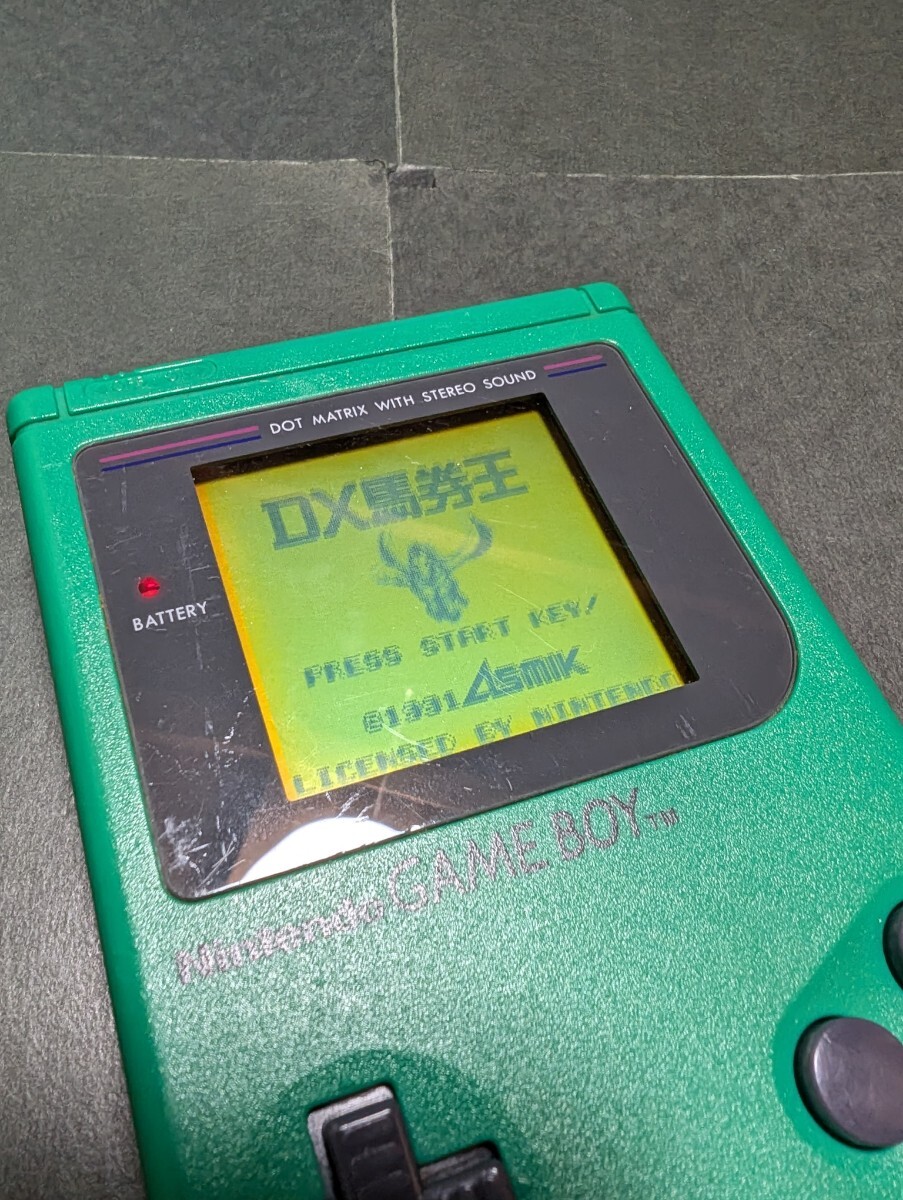 DOT MATRIX WITH STEREO SOUND
DX馬券王
BATTERY
PRESS START KEY!
©1991 ASMIK
LICENSED BY NINTENDO
Nintendo GAME BOY™